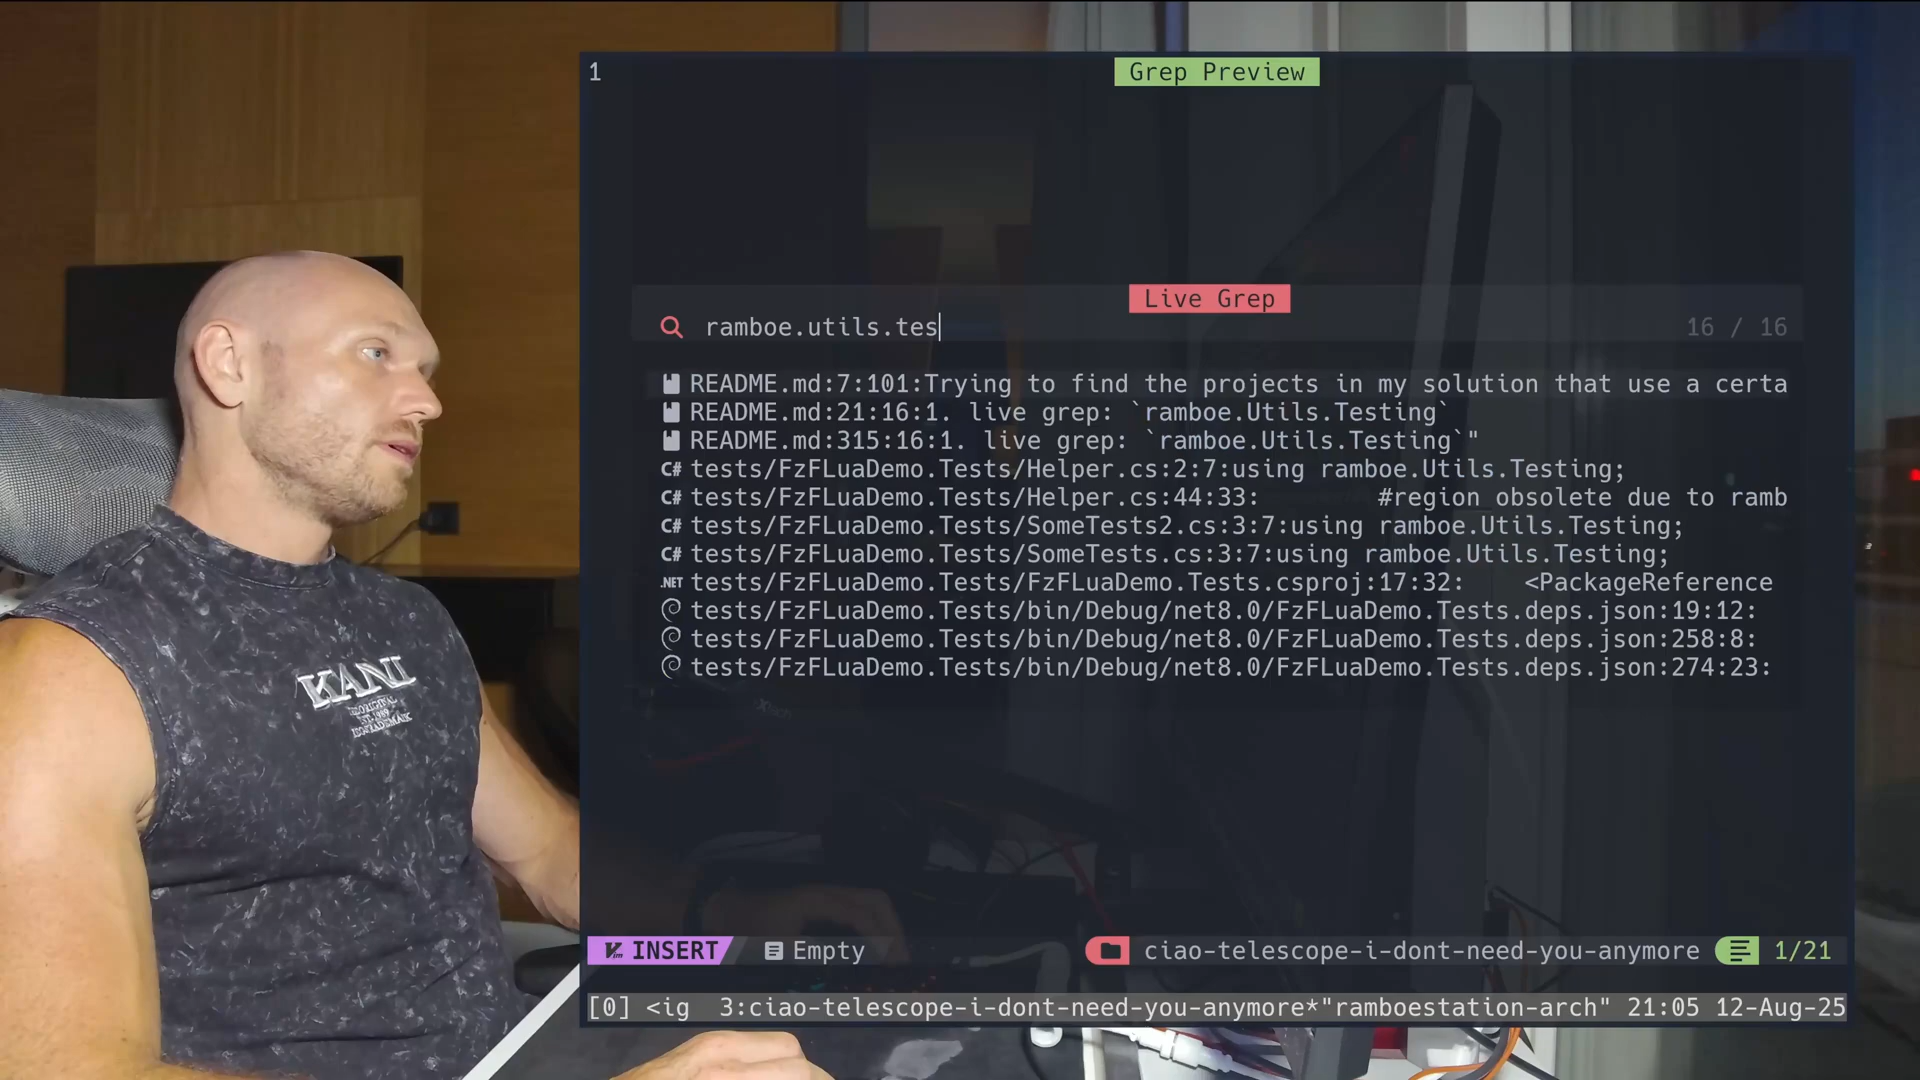 1
Grep Preview
Live Grep
ramboe.utils.tes
16 / 16
README.md:7:101:Trying to find the projects in my solution that use a certa
README.md:21:16:1. live grep: `ramboe.Utils.Testing`
README.md:315:16:1. live grep: `ramboe.Utils.Testing`"
C# tests/FzFLuaDemo.Tests/Helper.cs:2:7:using ramboe.Utils.Testing;
C# tests/FzFLuaDemo.Tests/Helper.cs:44:33: #region obsolete due to ramb
C# tests/FzFLuaDemo.Tests/SomeTests2.cs:3:7:using ramboe.Utils.Testing;
C# tests/FzFLuaDemo.Tests/SomeTests.cs:3:7:using ramboe.Utils.Testing;
.NET tests/FzFLuaDemo.Tests/FzFLuaDemo.Tests.csproj:17:32: <PackageReference
tests/FzFLuaDemo.Tests/bin/Debug/net8.0/FzFLuaDemo.Tests.deps.json:19:12:
tests/FzFLuaDemo.Tests/bin/Debug/net8.0/FzFLuaDemo.Tests.deps.json:258:8:
tests/FzFLuaDemo.Tests/bin/Debug/net8.0/FzFLuaDemo.Tests.deps.json:274:23:
KANI
INSERT Empty ciao-telescope-i-dont-need-you-anymore 1/21
[0] <ig 3:ciao-telescope-i-dont-need-you-anymore*"ramboestation-arch" 21:05 12-Aug-25